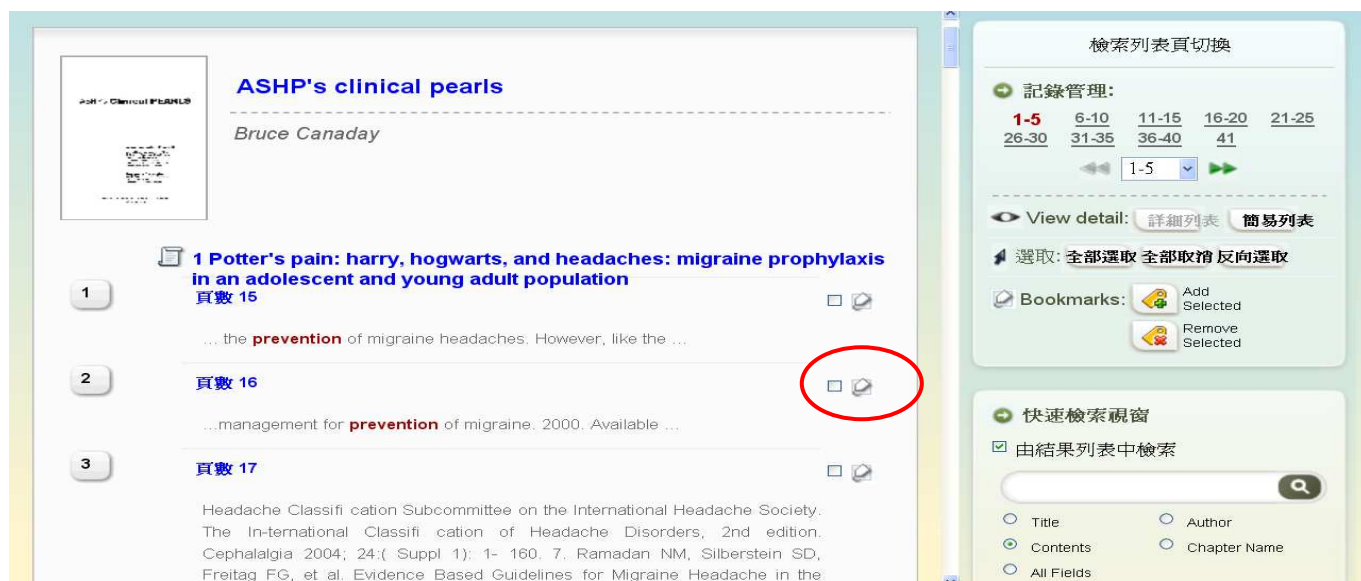 ASHP's clinical pearls
Bruce Canaday
1 Potter's pain: harry, hogwarts, and headaches: migraine prophylaxis
in an adolescent and young adult population
1
頁數 15
... the prevention of migraine headaches. However, like the ...
2
頁數 16
...management for prevention of migraine. 2000. Available ...
3
頁數 17
Headache Classifi cation Subcommittee on the International Headache Society.
The In-ternational Classifi cation of Headache Disorders, 2nd edition.
Cephalalgia 2004; 24:( Suppl 1): 1- 160. 7. Ramadan NM, Silberstein SD,
Freitag FG, et al. Evidence Based Guidelines for Migraine Headache in the
檢索列表頁切換
記錄管理:
1-5 6-10 11-15 16-20 21-25
26-30 31-35 36-40 41
1-5
View detail: 詳細列表 簡易列表
選取: 全部選取 全部取消 反向選取
Bookmarks: Add
Selected
Remove
Selected
快速檢索視窗
由結果列表中檢索
Title Author
Contents Chapter Name
All Fields